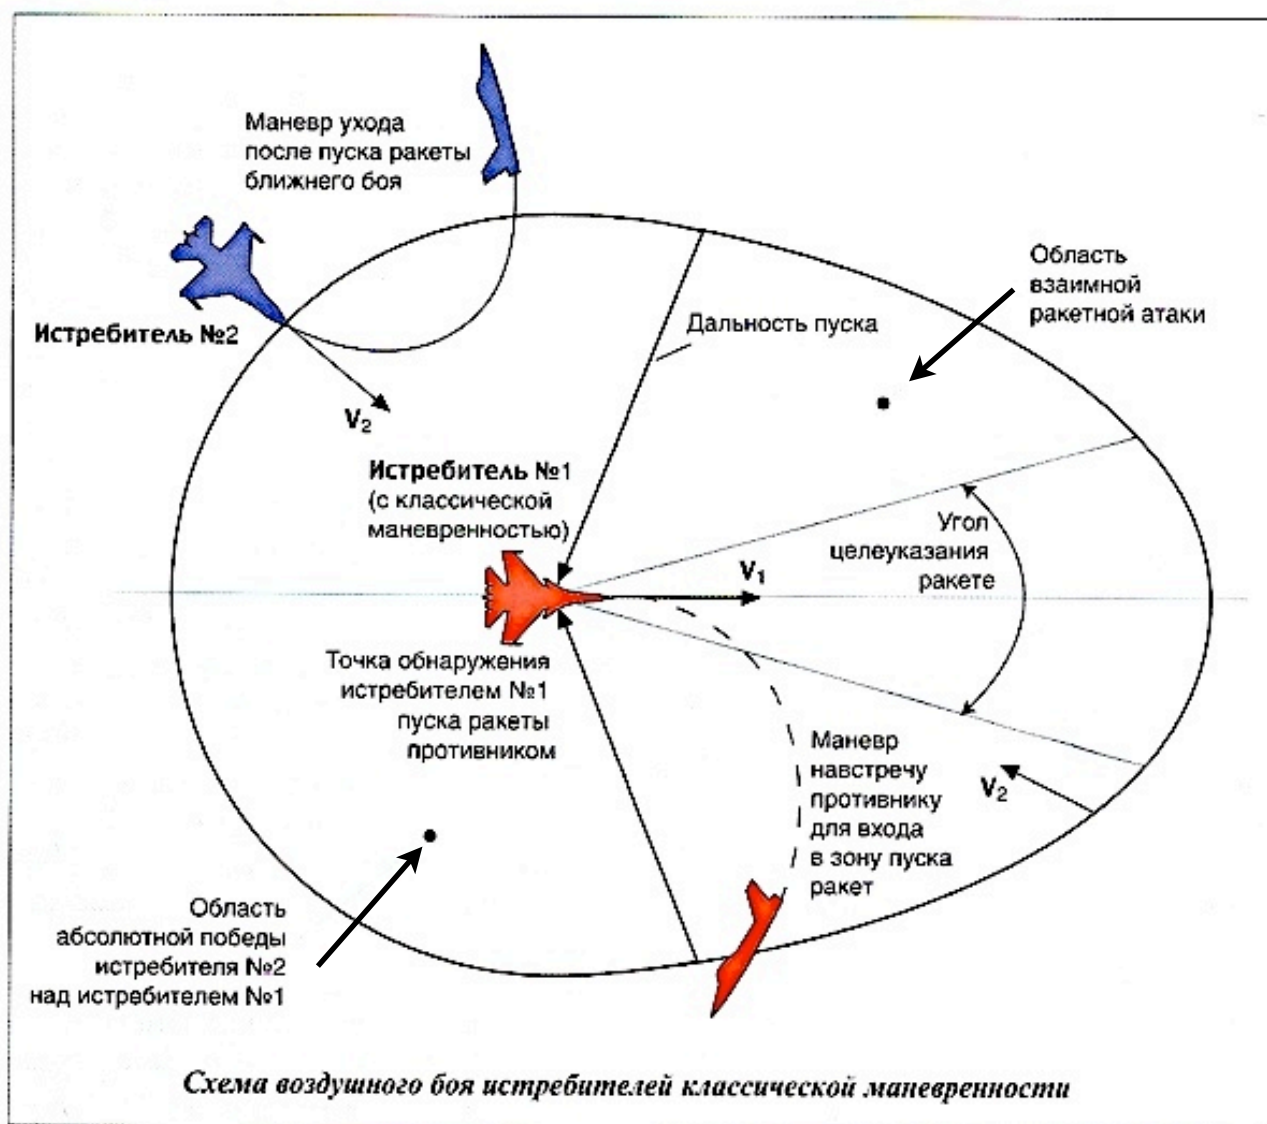 Маневр ухода
после пуска ракеты
ближнего боя
Истребитель №2
V₂
Дальность пуска
Область
взаимной
ракетной атаки
Истребитель №1
(с классической
маневренностью)
V₁
Угол
целеуказания
ракете
Точка обнаружения
истребителем №1
пуска ракеты
противником
Маневр
навстречу
противнику
для входа
в зону пуска
ракет
V₂
Область
абсолютной победы
истребителя №2
над истребителем №1
Схема воздушного боя истребителей классической маневренности